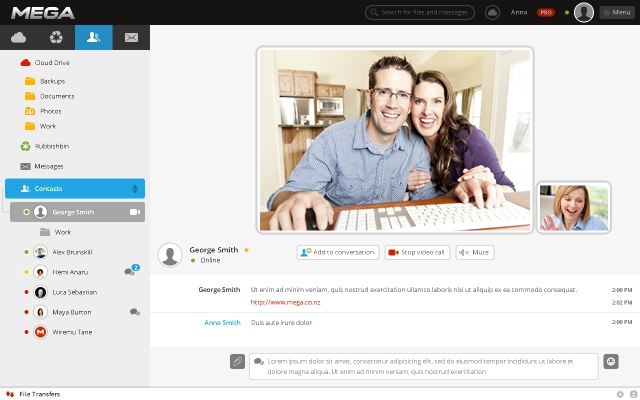 MEGA
Search for files and messages
Anna
PRO
Menu
Cloud Drive
Backups
Documents
Photos
Work
Rubbishbin
Messages
Contacts
George Smith
Work
Alex Brunskill
Hemi Anaru
2
Luca Sebastian
Maya Burton
Wiremu Tane
George Smith
Online
Add to conversation
Stop video call
Mute
George Smith
Ut enim ad minim veniam, quis nostrud exercitation ullamco laboris nisi ut aliquip ex ea commodo consequat.
2:00 PM
http://www.mega.co.nz
2:02 PM
Anna Smith
Duis aute irure dolor
2:00 PM
Lorem ipsum dolor sit amet, consectetur adipisicing elit, sed do eiusmod tempor incididunt ut labore et
dolore magna aliqua. Ut enim ad minim veniam, quis nostrud exercitation
File Transfers